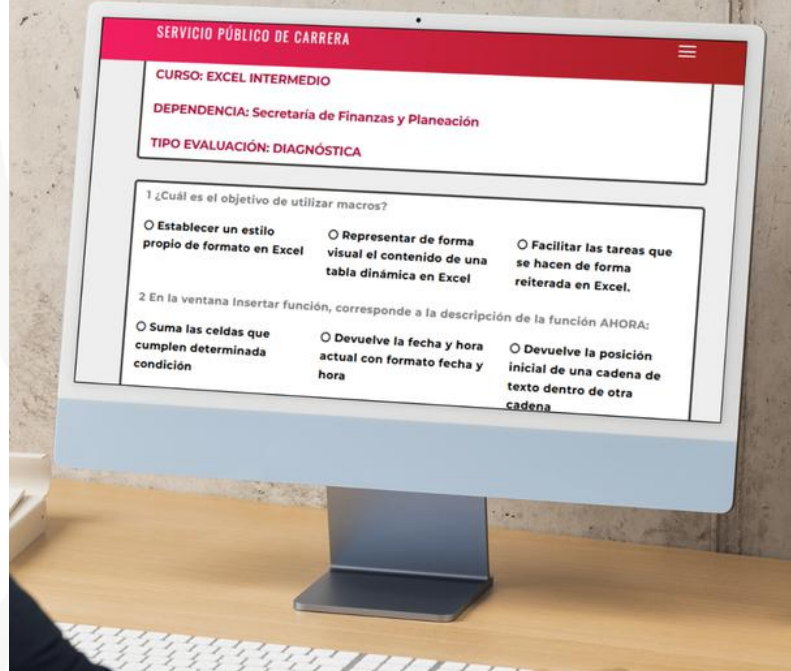 SERVICIO PÚBLICO DE CARRERA
CURSO: EXCEL INTERMEDIO
DEPENDENCIA: Secretaría de Finanzas y Planeación
TIPO EVALUACIÓN: DIAGNÓSTICA
1 ¿Cuál es el objetivo de utilizar macros?
Establecer un estilo
propio de formato en Excel
Representar de forma
visual el contenido de una
tabla dinámica en Excel
Facilitar las tareas que
se hacen de forma
reiterada en Excel.
2 En la ventana Insertar función, corresponde a la descripción de la función AHORA:
Suma las celdas que
cumplen determinada
condición
Devuelve la fecha y hora
actual con formato fecha y
hora
Devuelve la posición
inicial de una cadena de
texto dentro de otra
cadena